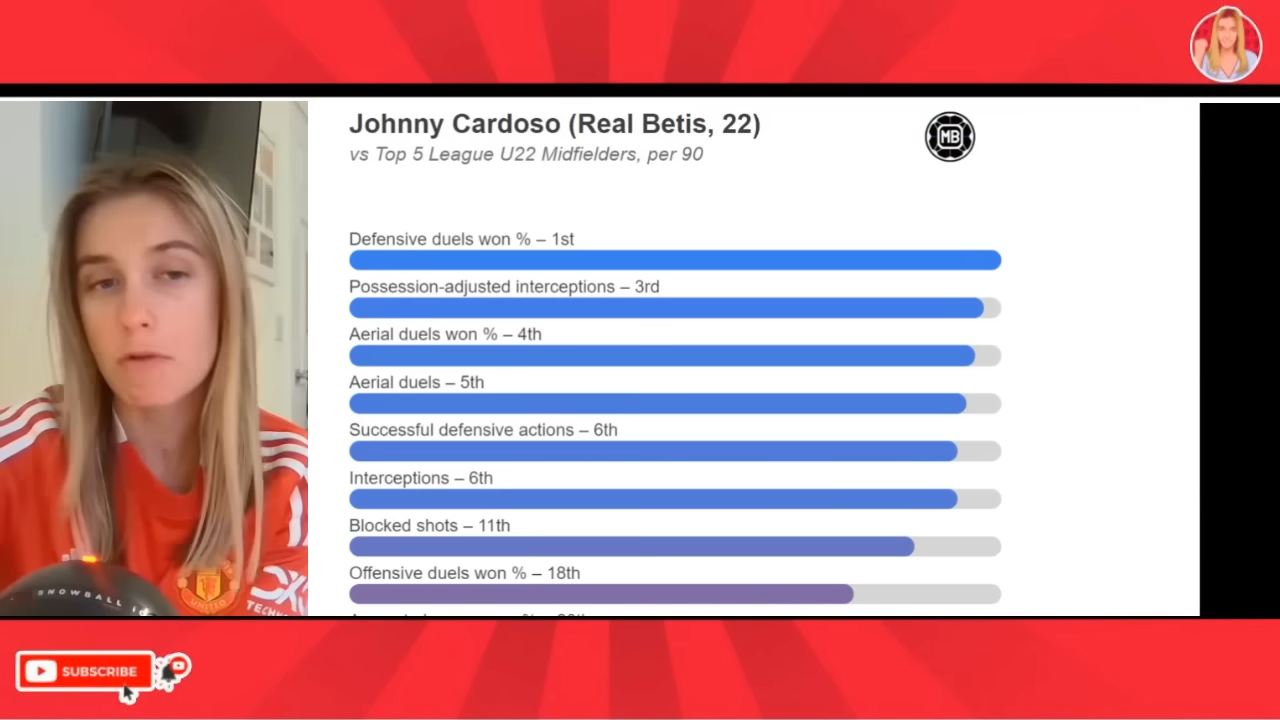 Johnny Cardoso (Real Betis, 22)
MB
vs Top 5 League U22 Midfielders, per 90
Defensive duels won % – 1st
Possession-adjusted interceptions – 3rd
Aerial duels won % – 4th
Aerial duels – 5th
Successful defensive actions – 6th
Interceptions – 6th
Blocked shots – 11th
Offensive duels won % – 18th
SNOWBALL
UNITED
SUBSCRIBE